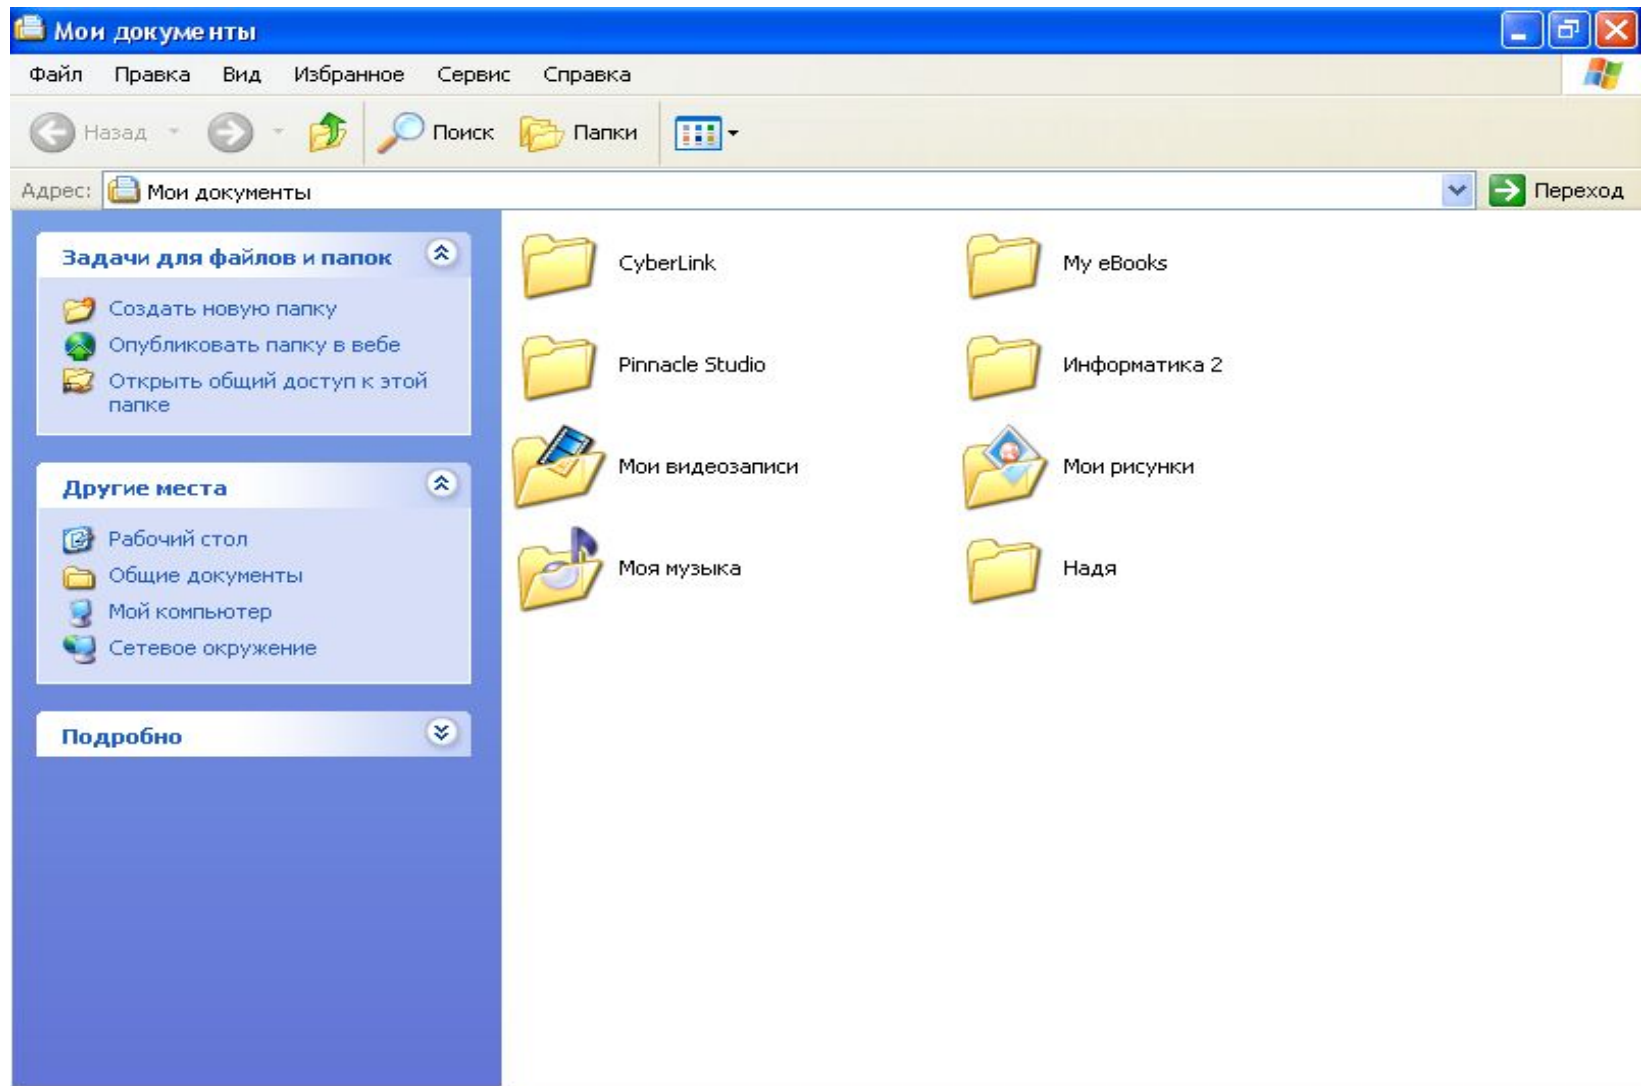 Мои документы
Файл Правка Вид Избранное Сервис Справка
Назад Поиск Папки
Адрес: Мои документы Переход
Задачи для файлов и папок
Создать новую папку
Опубликовать папку в вебе
Открыть общий доступ к этой
папке
Другие места
Рабочий стол
Общие документы
Мой компьютер
Сетевое окружение
Подробно
CyberLink My eBooks
Pinnacle Studio Информатика 2
Мои видеозаписи Мои рисунки
Моя музыка Надя